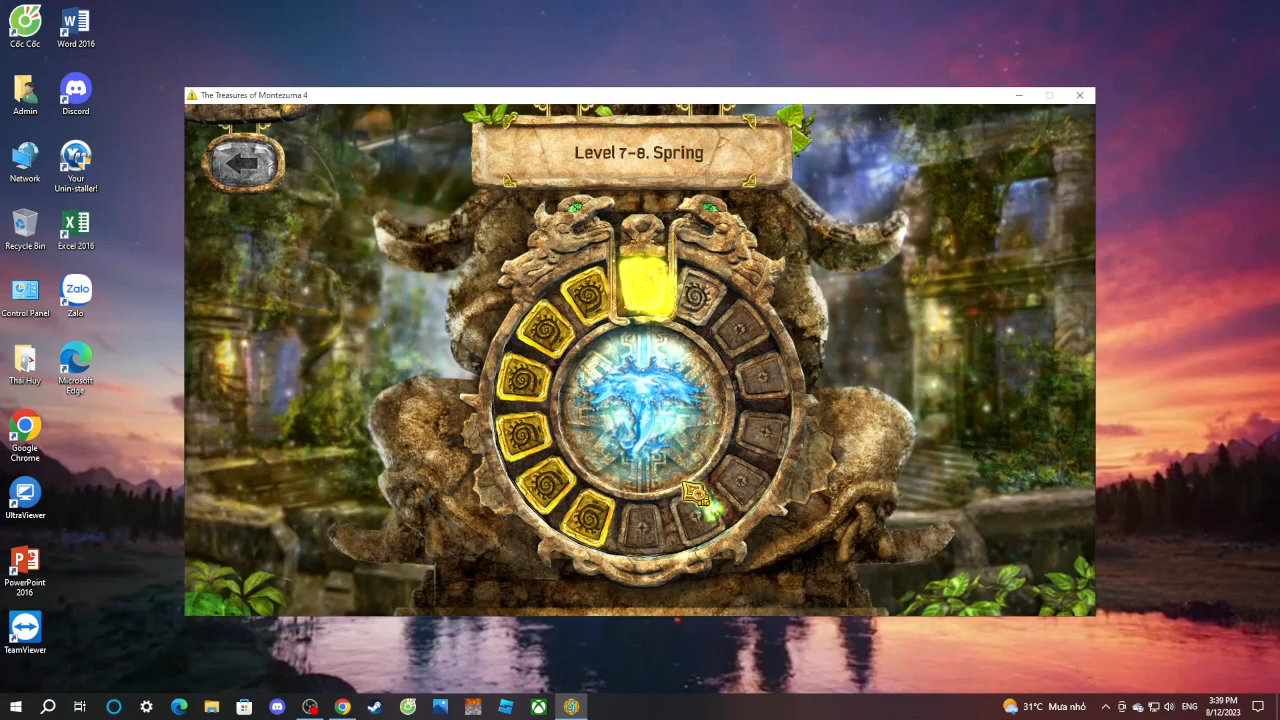 Cốc Cốc
Word 2016
Admin
Discord
Network
Your
Unin-staller!
Recycle Bin
Excel 2016
Control Panel
Zalo
Zalo
Thái Huy
Microsoft
Edge
Google
Chrome
UltraViewer
PowerPoint
2016
TeamViewer
The Treasures of Montezuma 4
Level 7-8. Spring
31°C Mưa nhỏ
ENG
3:39 PM
8/12/2023